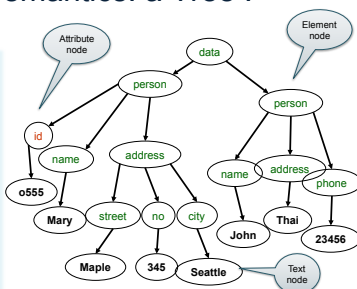 a Tree !
Attribute
node
Element
node
data
person
person
id
name
address
name
address
phone
o555
Mary
street
no
city
John
Thai
23456
Maple
345
Seattle
Text
node